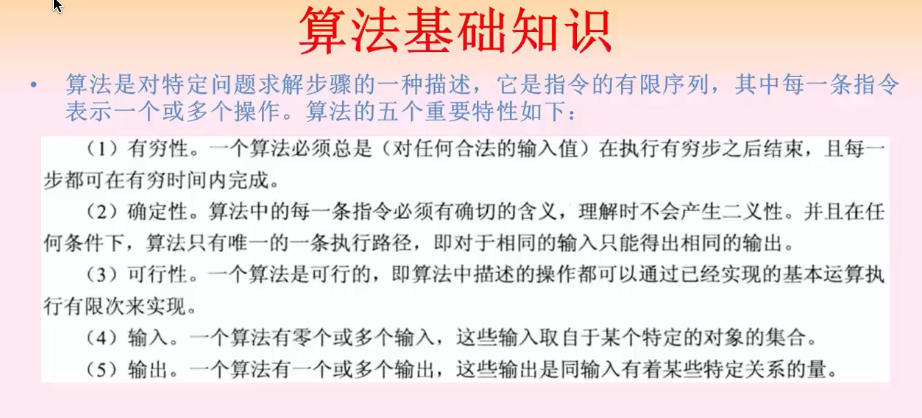 算法基础知识
• 算法是对特定问题求解步骤的一种描述，它是指令的有限序列，其中每一条指令
表示一个或多个操作。算法的五个重要特性如下：
（1）有穷性。一个算法必须总是（对任何合法的输入值）在执行有穷步之后结束，且每一
步都可在有穷时间内完成。
（2）确定性。算法中的每一条指令必须有确切的含义，理解时不会产生二义性。并且在任
何条件下，算法只有唯一的一条执行路径，即对于相同的输入只能得出相同的输出。
（3）可行性。一个算法是可行的，即算法中描述的操作都可以通过已经实现的基本运算执
行有限次来实现。
（4）输入。一个算法有零个或多个输入，这些输入取自于某个特定的对象的集合。
（5）输出。一个算法有一个或多个输出，这些输出是同输入有着某些特定关系的量。